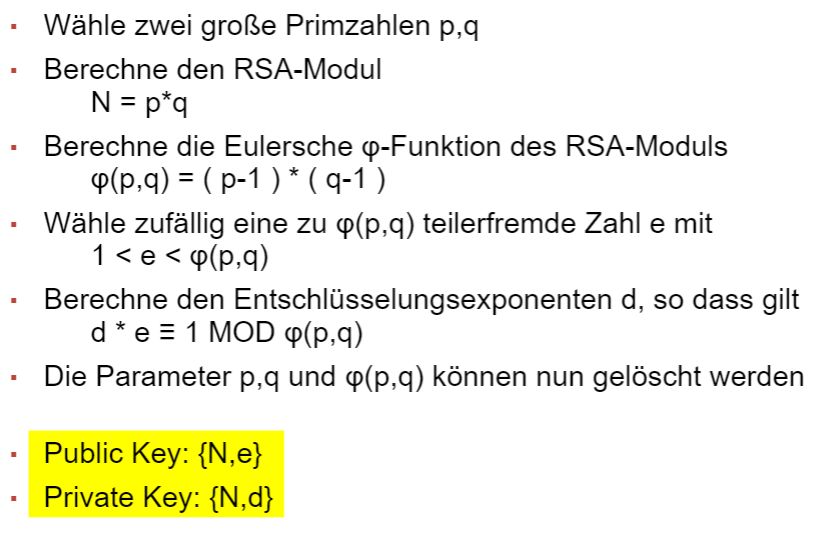 Wähle zwei große Primzahlen p,q
Berechne den RSA-Modul
N = p*q
Berechne die Eulersche φ-Funktion des RSA-Moduls
φ(p,q) = ( p-1 ) * ( q-1 )
Wähle zufällig eine zu φ(p,q) teilerfremde Zahl e mit
1 < e < φ(p,q)
Berechne den Entschlüsselungsexponenten d, so dass gilt
d * e ≡ 1 MOD φ(p,q)
Die Parameter p,q und φ(p,q) können nun gelöscht werden
Public Key: {N,e}
Private Key: {N,d}